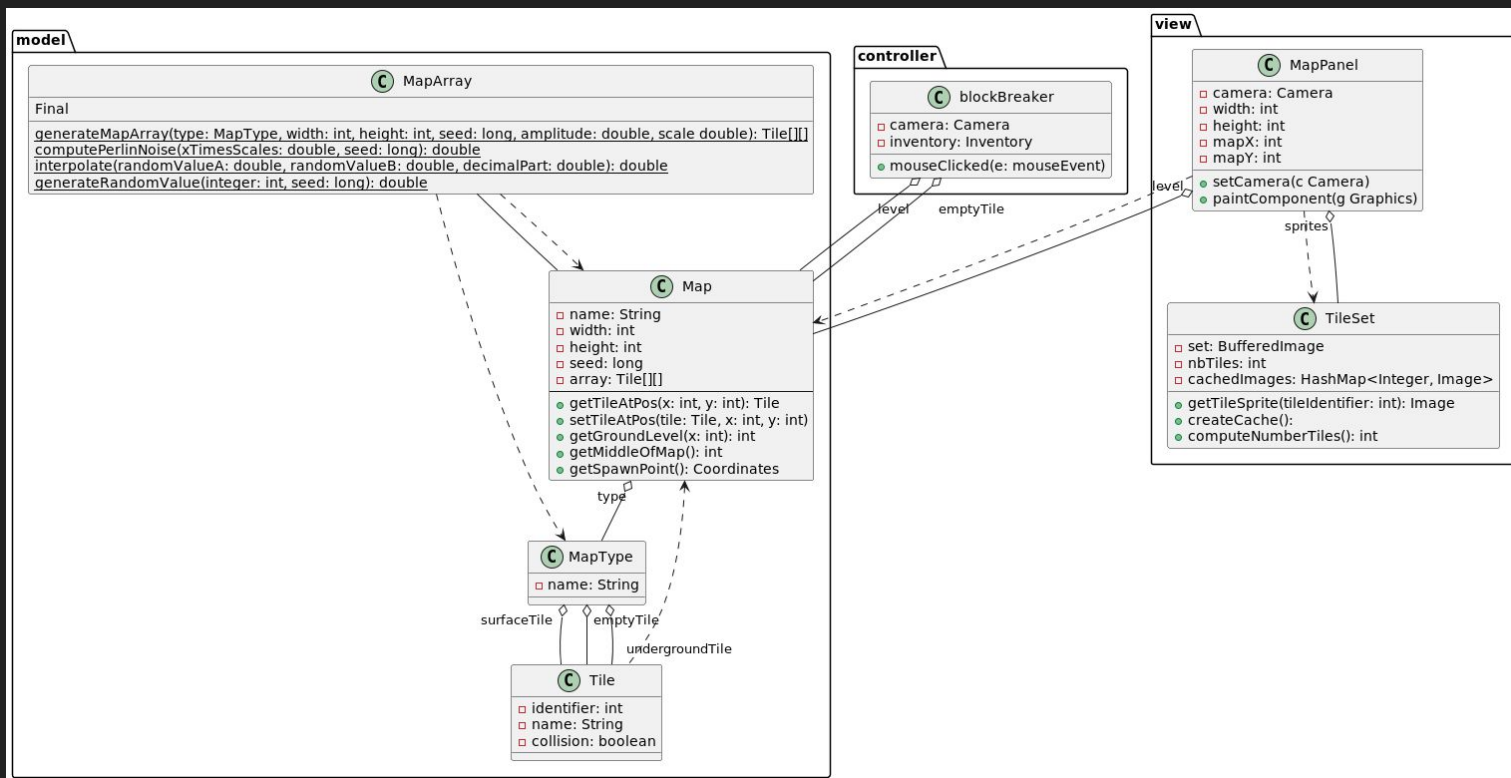 model
C MapArray
Final
generateMapArray(type: MapType, width: int, height: int, seed: long, amplitude: double, scale double): Tile[][]
computePerlinNoise(xTimesScales: double, seed: long): double
interpolate(randomValueA: double, randomValueB: double, decimalPart: double): double
generateRandomValue(integer: int, seed: long): double
controller
C blockBreaker
camera: Camera
inventory: Inventory
mouseClicked(e: mouseEvent)
level
emptyTile
view
C MapPanel
camera: Camera
width: int
height: int
mapX: int
mapY: int
setCamera(c Camera)
paintComponent(g Graphics)
level
sprites
C Map
name: String
width: int
height: int
seed: long
array: Tile[][]
getTileAtPos(x: int, y: int): Tile
setTileAtPos(tile: Tile, x: int, y: int)
getGroundLevel(x: int): int
getMiddleOfMap(): int
getSpawnPoint(): Coordinates
type
C TileSet
set: BufferedImage
nbTiles: int
cachedImages: HashMap<Integer, Image>
getTileSprite(tileIdentifier: int): Image
createCache():
computeNumberTiles(): int
C MapType
name: String
surfaceTile
emptyTile
undergroundTile
C Tile
identifier: int
name: String
collision: boolean